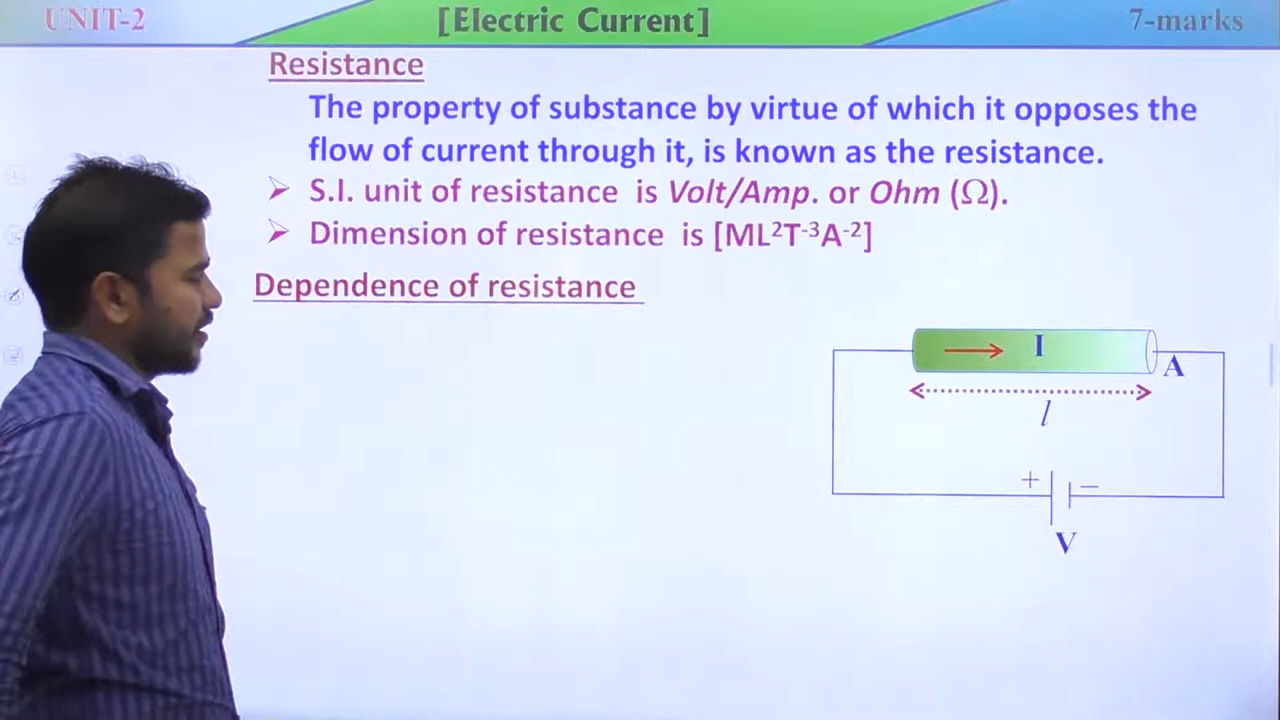 UNIT-2
[Electric Current]
7-marks
Resistance
The property of substance by virtue of which it opposes the
flow of current through it, is known as the resistance.
➢ S.I. unit of resistance is Volt/Amp. or Ohm (Ω).
➢ Dimension of resistance is [ML²T⁻³A⁻²]
Dependence of resistance
I
A
l
+ −
V